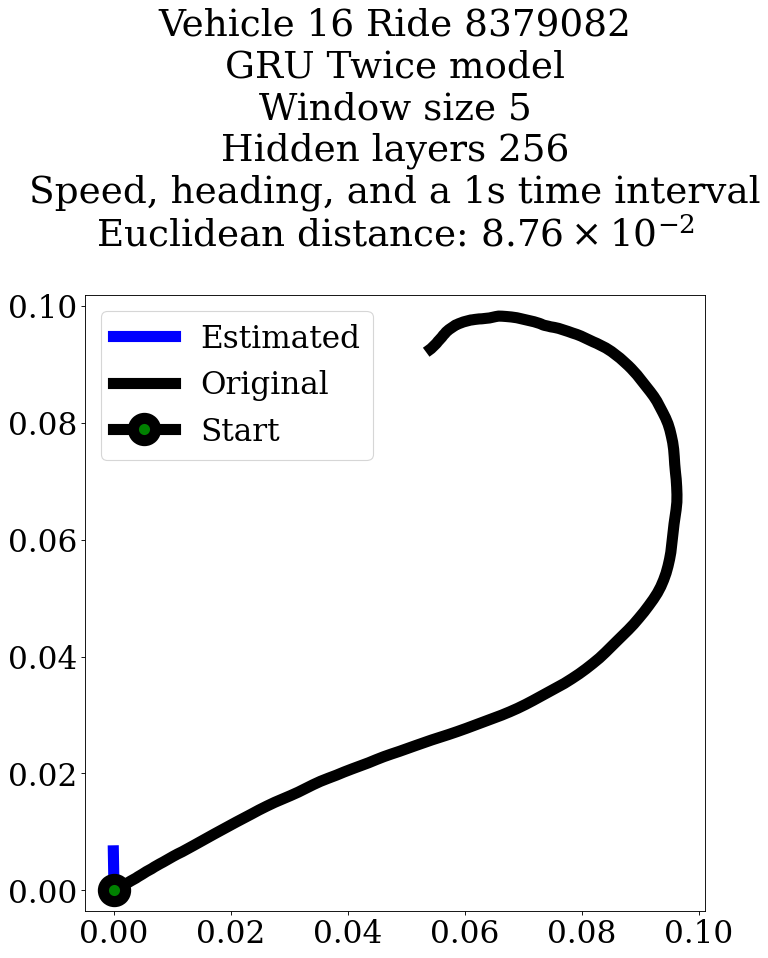 Vehicle 16 Ride 8379082
GRU Twice model
Window size 5
Hidden layers 256
Speed, heading, and a 1s time interval
Euclidean distance: 8.76 × 10⁻²
0.10
0.08
0.06
0.04
0.02
0.00
Estimated
Original
Start
0.00 0.02 0.04 0.06 0.08 0.10